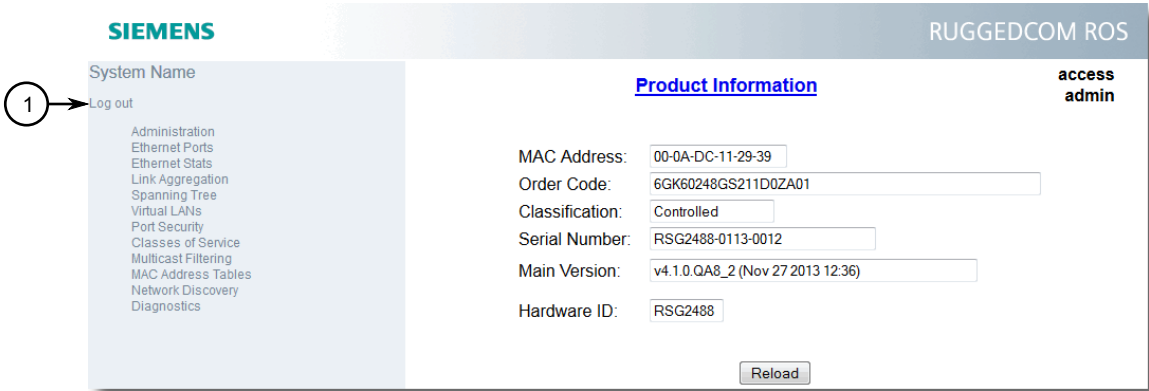 SIEMENS
RUGGEDCOM ROS
System Name
1
Log out
Administration
Ethernet Ports
Ethernet Stats
Link Aggregation
Spanning Tree
Virtual LANs
Port Security
Classes of Service
Multicast Filtering
MAC Address Tables
Network Discovery
Diagnostics
Product Information
access
admin
MAC Address: 00-0A-DC-11-29-39
Order Code: 6GK60248GS211D0ZA01
Classification: Controlled
Serial Number: RSG2488-0113-0012
Main Version: v4.1.0.QA8_2 (Nov 27 2013 12:36)
Hardware ID: RSG2488
Reload